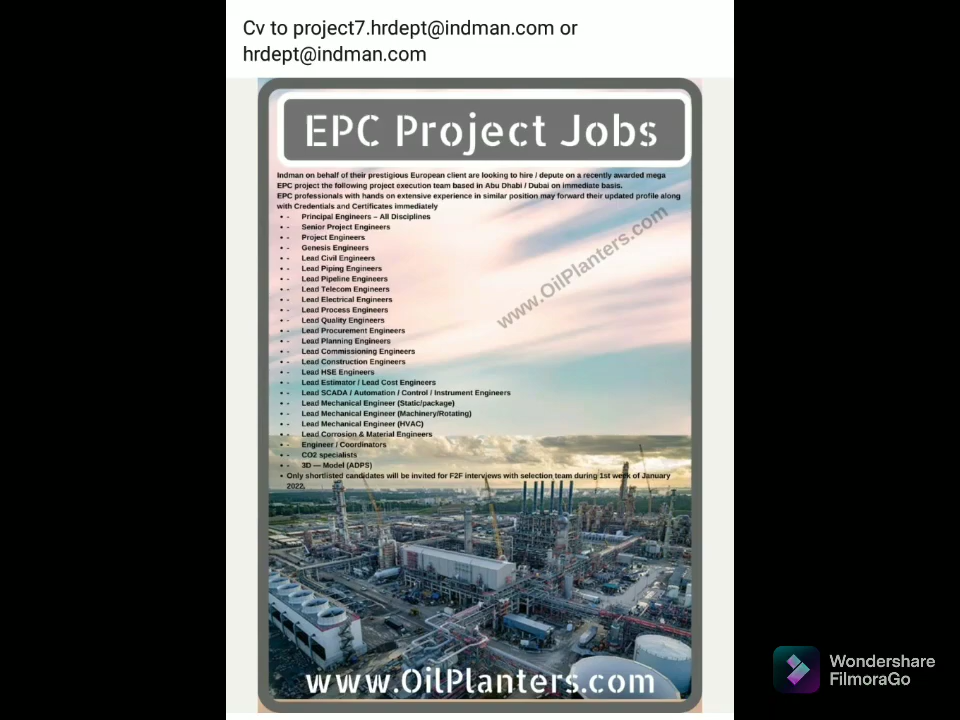 Cv to project7.hrdept@indman.com or
hrdept@indman.com
EPC Project Jobs
Indman on behalf of their prestigious European client are looking to hire / depute on a recently awarded mega
EPC project the following project execution team based in Abu Dhabi / Dubai on immediate basis.
EPC professionals with hands on extensive experience in similar position may forward their updated profile along
with Credentials and Certificates immediately
• - Principal Engineers – All Disciplines
• - Senior Project Engineers
• - Project Engineers
• - Genesis Engineers
• - Lead Civil Engineers
• - Lead Piping Engineers
• - Lead Pipeline Engineers
• - Lead Telecom Engineers
• - Lead Electrical Engineers
• - Lead Process Engineers
• - Lead Quality Engineers
• - Lead Procurement Engineers
• - Lead Planning Engineers
• - Lead Commissioning Engineers
• - Lead Construction Engineers
• - Lead HSE Engineers
• - Lead Estimator / Lead Cost Engineers
• - Lead SCADA / Automation / Control / Instrument Engineers
• - Lead Mechanical Engineer (Static/package)
• - Lead Mechanical Engineer (Machinery/Rotating)
• - Lead Mechanical Engineer (HVAC)
• - Lead Corrosion & Material Engineers
• - Engineer / Coordinators
• - CO2 specialists
• - 3D — Model (ADPS)
• Only shortlisted candidates will be invited for F2F interviews with selection team during 1st week of January
2022.
www.OilPlanters.com
www.OilPlanters.com
Wondershare
FilmoraGo